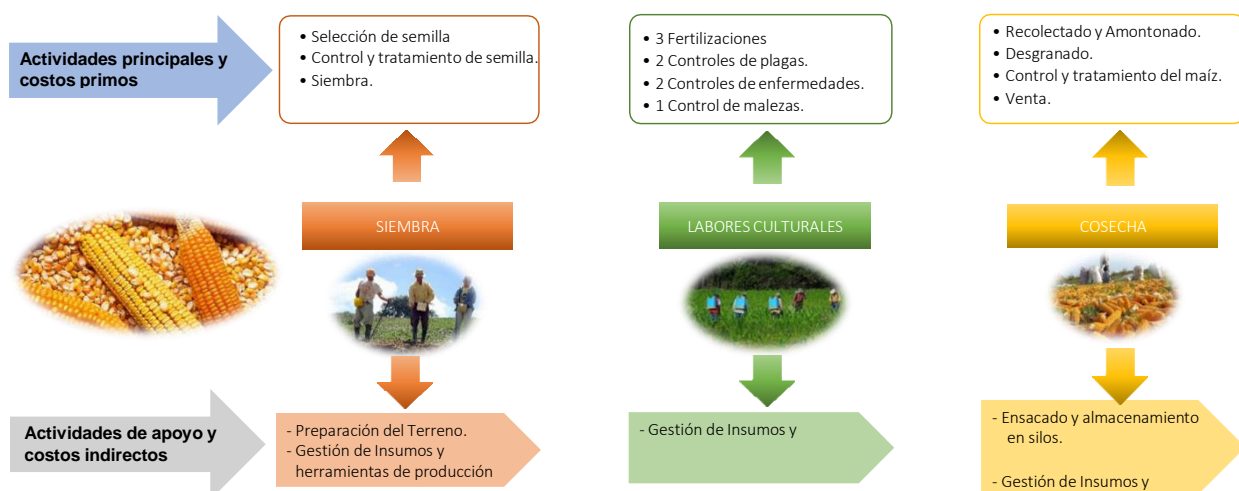 Actividades principales y
costos primos
• Selección de semilla
• Control y tratamiento de semilla.
• Siembra.
• 3 Fertilizaciones
• 2 Controles de plagas.
• 2 Controles de enfermedades.
• 1 Control de malezas.
• Recolectado y Amontonado.
• Desgranado.
• Control y tratamiento del maíz.
• Venta.
SIEMBRA
LABORES CULTURALES
COSECHA
Actividades de apoyo y
costos indirectos
- Preparación del Terreno.
- Gestión de Insumos y
herramientas de producción
- Gestión de Insumos y
- Ensacado y almacenamiento
en silos.
- Gestión de Insumos y